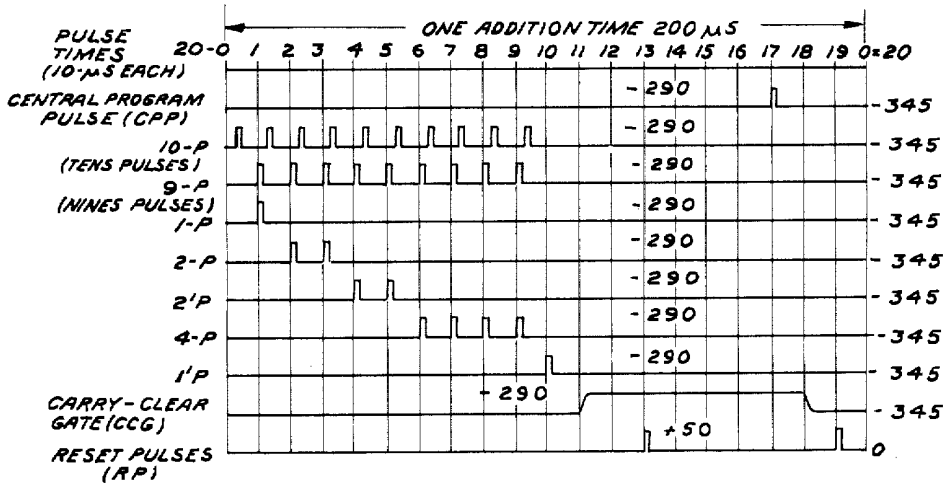 ONE ADDITION TIME 200 μS
PULSE
TIMES
(10-μS EACH)
20-0 1 2 3 4 5 6 7 8 9 10 11 12 13 14 15 16 17 18 19 0=20
CENTRAL PROGRAM
PULSE (CPP)
-290
-345
10-P
-290
-345
(TENS PULSES)
9-P
-290
-345
(NINES PULSES)
1-P
-290
-345
2-P
-290
-345
2'P
-290
-345
4-P
-290
-345
1'P
-290
-345
CARRY-CLEAR
GATE (CCG)
-290
-345
RESET PULSES
(RP)
+50
0